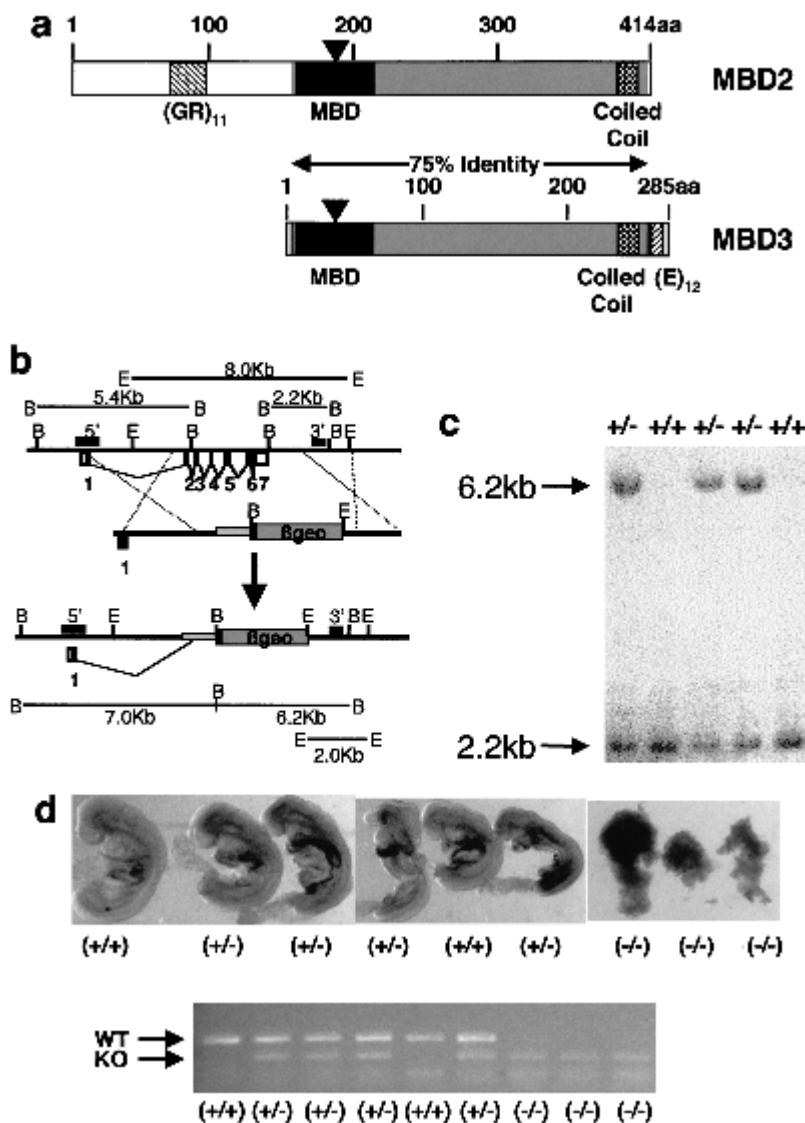 a
1 100 200 300 414aa
MBD2
(GR)11 MBD Coiled
Coil
75% Identity
1 100 200 285aa
MBD3
MBD Coiled (E)12
Coil
b
E 8.0Kb E
B 5.4Kb B B 2.2Kb B
B 5' E B B 3' B E
1 2 3 4 5 6 7
B E
βgeo
1
B 5' E B E 3' B E
βgeo
1
B 7.0Kb B 6.2Kb B
E 2.0Kb E
c
+/- +/+ +/- +/- +/+
6.2kb
2.2kb
d
(+/+) (+/-) (+/-) (+/-) (+/+) (+/-) (-/-) (-/-) (-/-)
WT
KO
(+/+) (+/-) (+/-) (+/-) (+/+) (+/-) (-/-) (-/-) (-/-)